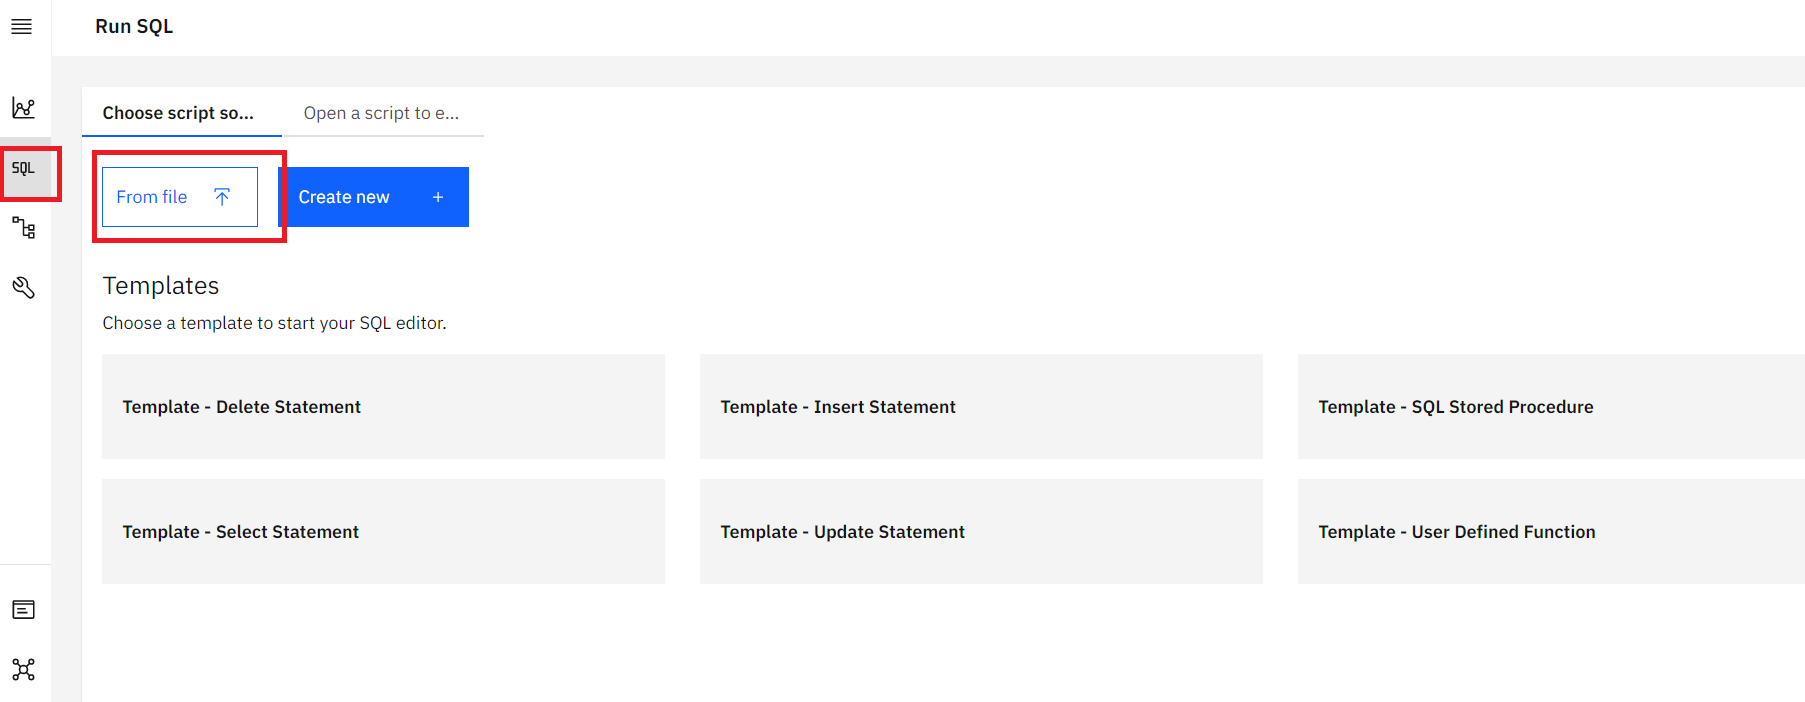 Run SQL
Choose script so...
Open a script to e...
SQL
From file
Create new +
Templates
Choose a template to start your SQL editor.
Template - Delete Statement
Template - Insert Statement
Template - SQL Stored Procedure
Template - Select Statement
Template - Update Statement
Template - User Defined Function